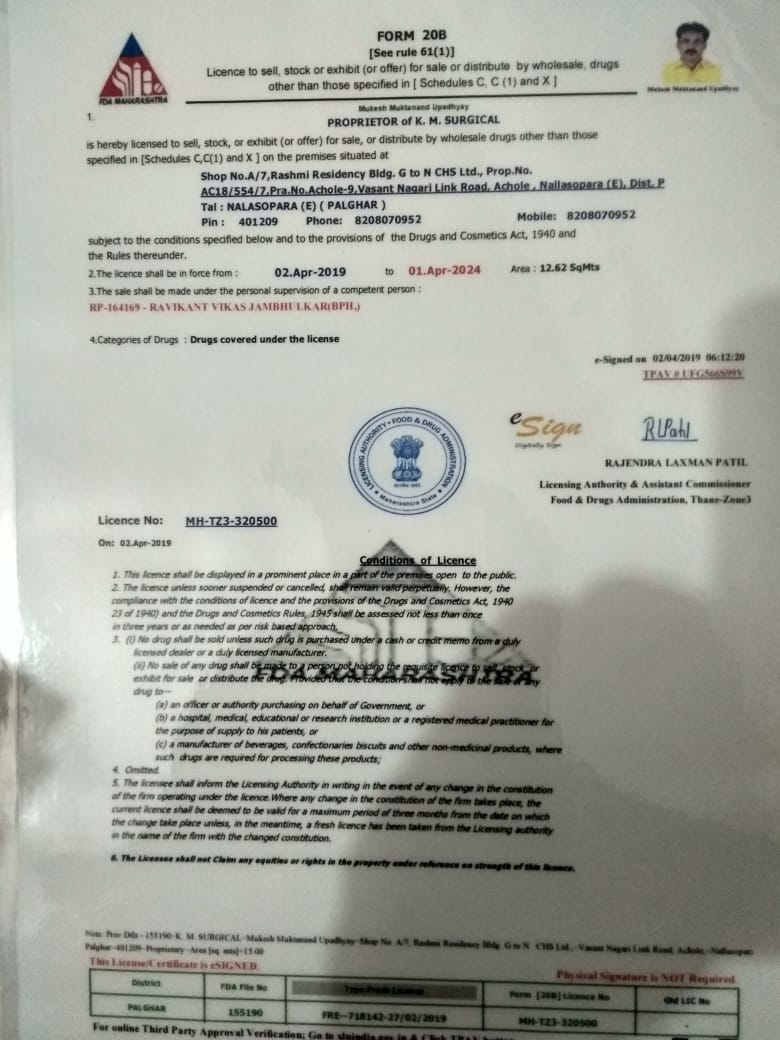 FORM 20B
[See rule 61(1)]
Licence to sell, stock or exhibit (or offer) for sale or distribute by wholesale, drugs
other than those specified in [ Schedules C, C (1) and X ]
FDA MAHARASHTRA
Mukesh Muktanand Upadhyay
Mukesh Muktanand Upadhyay
1.
PROPRIETOR of K. M. SURGICAL
is hereby licensed to sell, stock, or exhibit (or offer) for sale, or distribute by wholesale drugs other than those
specified in [Schedules C,C(1) and X ] on the premises situated at
Shop No.A/7,Rashmi Residency Bldg. G to N CHS Ltd., Prop.No.
AC18/554/7,Pra.No.Achole-9,Vasant Nagari Link Road, Achole , Nallasopara (E), Dist. P
Tal : NALASOPARA (E) ( PALGHAR )
Pin : 401209 Phone: 8208070952 Mobile: 8208070952
subject to the conditions specified below and to the provisions of the Drugs and Cosmetics Act, 1940 and
the Rules thereunder.
2.The licence shall be in force from : 02.Apr-2019 to 01.Apr-2024 Area : 12.62 SqMts
3.The sale shall be made under the personal supervision of a competent person :
RP-164169 - RAVIKANT VIKAS JAMBHULKAR(BPH,)
4.Categories of Drugs : Drugs covered under the license
e-Signed on 02/04/2019 06:12:20
TPAV # UFG566S99V
LICENSING AUTHORITY • FOOD & DRUG ADMINISTRATION
Maharashtra State
eSign
Digitally Sign
RLPatil
RAJENDRA LAXMAN PATIL
Licensing Authority & Assistant Commissioner
Food & Drugs Administration, Thane-Zone3
Licence No: MH-TZ3-320500
On: 02.Apr-2019
Conditions of Licence
1. This licence shall be displayed in a prominent place in a part of the premises open to the public.
2. The licence unless sooner suspended or cancelled, shall remain valid perpetually. However, the
compliance with the conditions of licence and the provisions of the Drugs and Cosmetics Act, 1940
23 of 1940) and the Drugs and Cosmetics Rules, 1945 shall be assessed not less than once
in three years or as needed as per risk based approach.
3. (i) No drug shall be sold unless such drug is purchased under a cash or credit memo from a duly
licensed dealer or a duly licensed manufacturer.
(ii) No sale of any drug shall be made to a person not holding the requisite licence to sell, stock, or
exhibit for sale or distribute the drug. Provided that the condition shall not apply to the sale of any
drug to—
FDA MAHARASHTRA
(a) an officer or authority purchasing on behalf of Government, or
(b) a hospital, medical, educational or research institution or a registered medical practitioner for
the purpose of supply to his patients, or
(c) a manufacturer of beverages, confectionaries biscuits and other non-medicinal products, where
such drugs are required for processing these products;
4. Omitted.
5. The licensee shall inform the Licensing Authority in writing in the event of any change in the constitution
of the firm operating under the licence.Where any change in the constitution of the firm takes place, the
current licence shall be deemed to be valid for a maximum period of three months from the date on which
the change take place unless, in the meantime, a fresh licence has been taken from the Licensing authority
in the name of the firm with the changed constitution.
6. The Licensee shall not Claim any equities or rights in the property under reference on strength of this licence.
Note: Prav Dda - 155190-K. M. SURGICAL-Mukesh Muktanand Upadhyay-Shop No. A/7, Rashmi Residency Bldg. G to N CHS Ltd., Vasant Nagari Link Road, Achole,-Nallasopara
Palghar-401209-Proprietary-Area [sq. mts]=15.00
This License/Certificate is eSIGNED. Physical Signature is NOT Required.
District FDA File No Type:Fresh License Form [20B] Licence No Old LIC No
PALGHAR 155190 FRE--718142-27/02/2019 MH-TZ3-320500 -
For online Third Party Approval Verification; Go to xlnindia.gov.in & Click TPAV